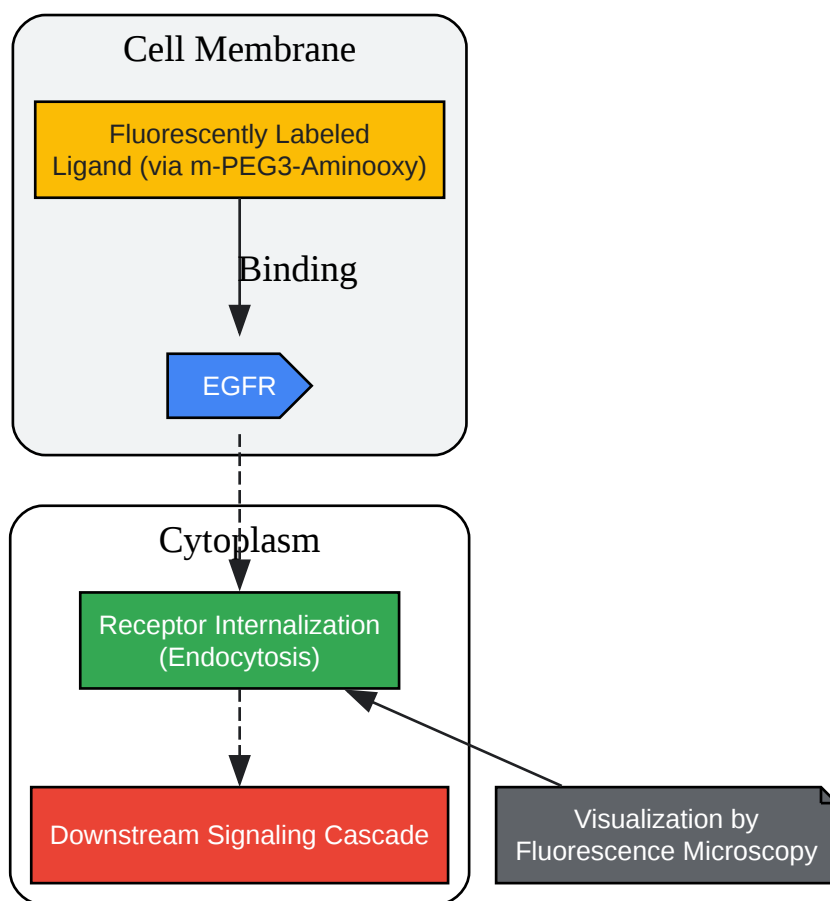 Cell Membrane
Fluorescently Labeled
Ligand (via m-PEG3-Aminooxy)
Binding
EGFR
Cytoplasm
Receptor Internalization
(Endocytosis)
Downstream Signaling Cascade
Visualization by
Fluorescence Microscopy